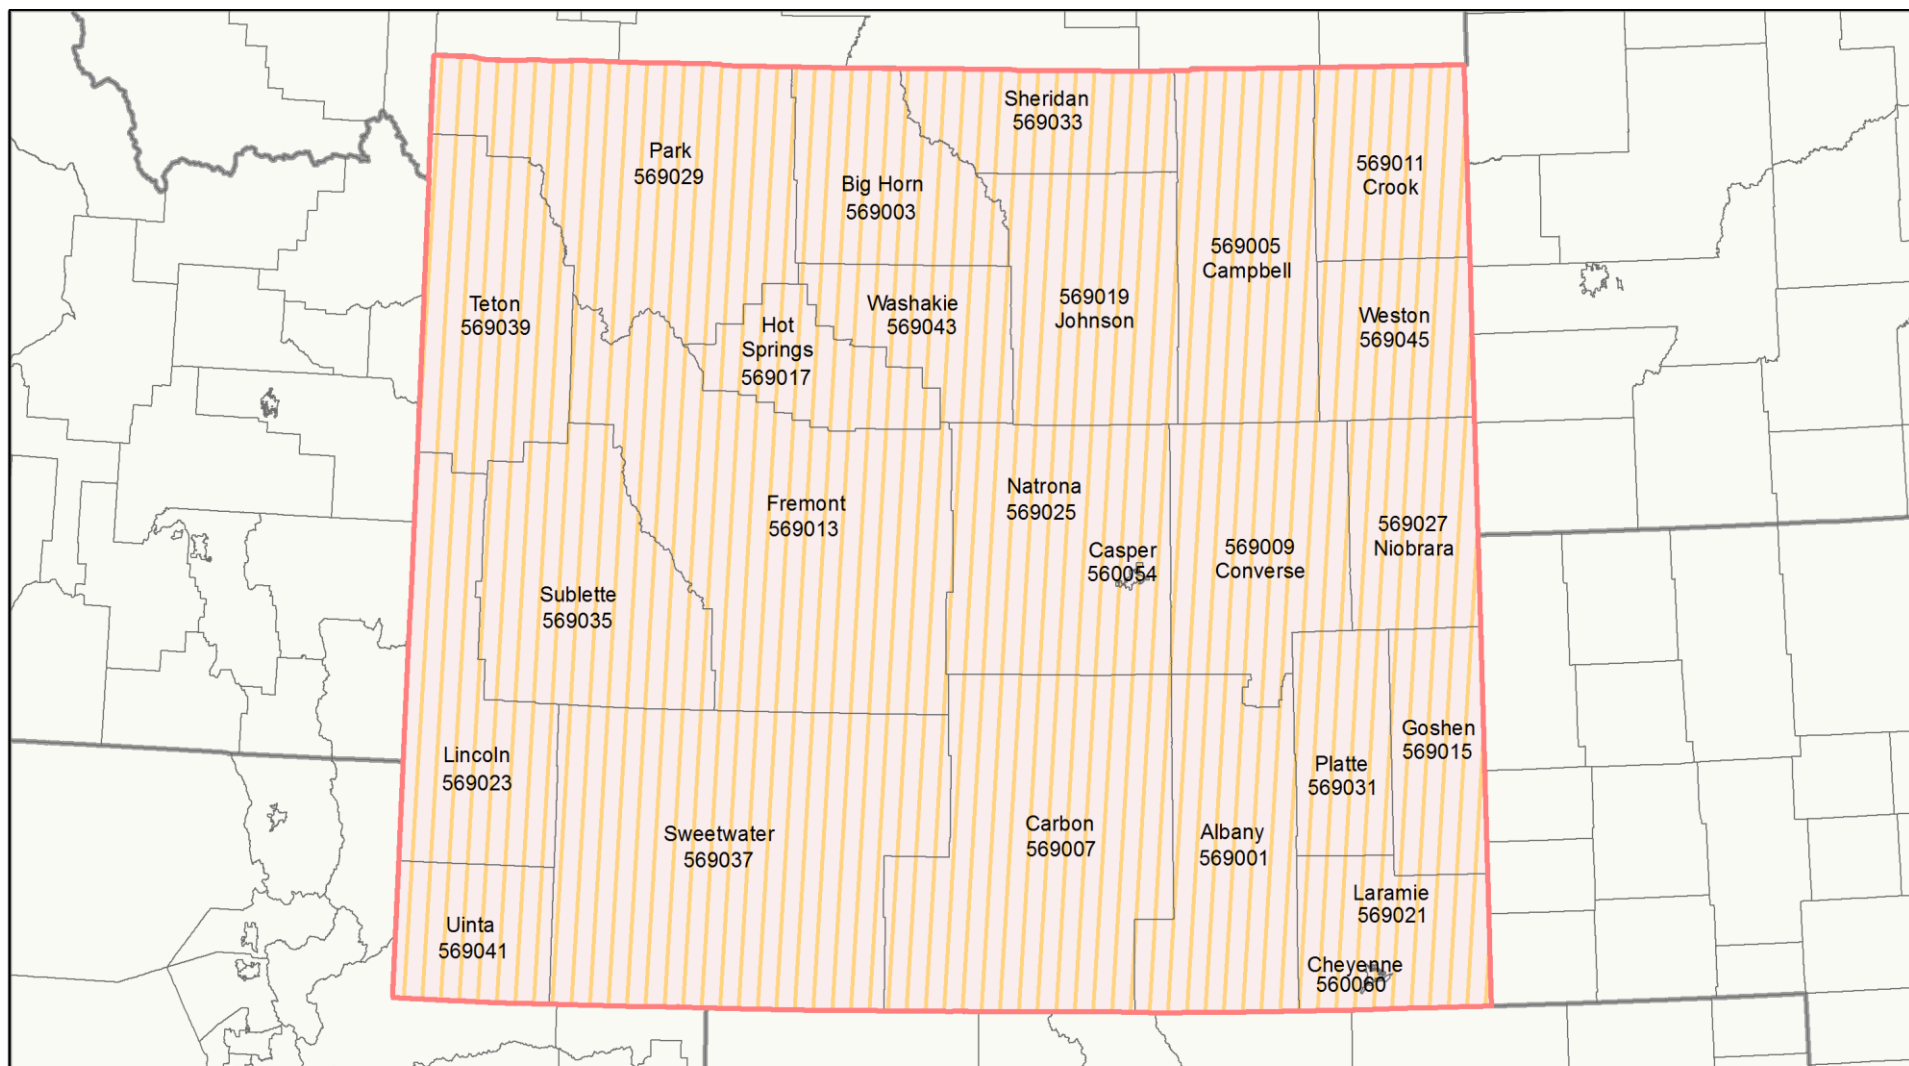 Sheridan
569033
Park
569029
Big Horn
569003
569011
Crook
569005
Campbell
Teton
569039
Hot
Springs
569017
Washakie
569043
569019
Johnson
Weston
569045
Fremont
569013
Natrona
569025
Casper
560054
569009
Converse
569027
Niobrara
Sublette
569035
Lincoln
569023
Goshen
569015
Platte
569031
Sweetwater
569037
Carbon
569007
Albany
569001
Laramie
569021
Uinta
569041
Cheyenne
560060